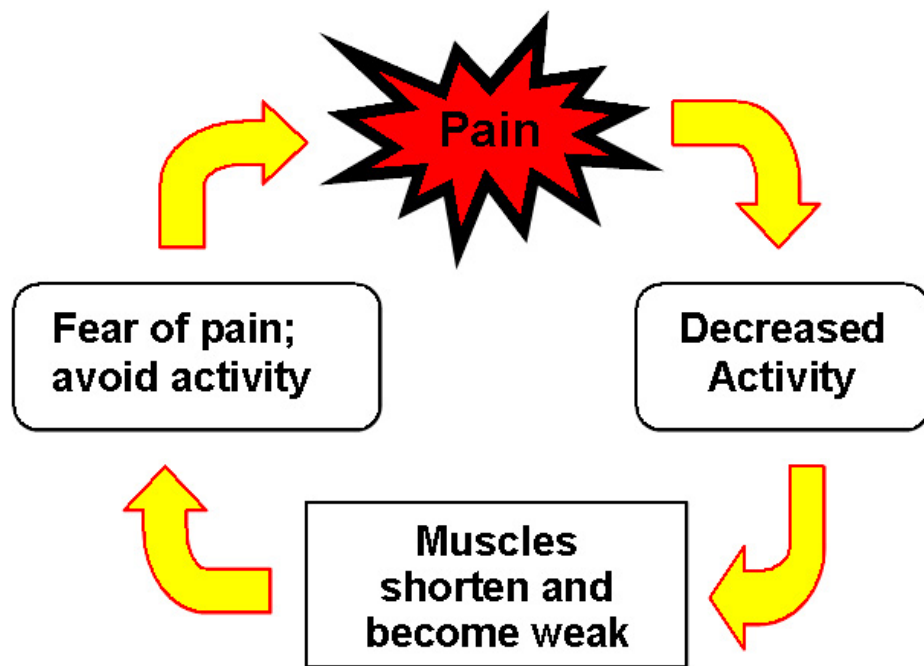 Pain
Decreased
Activity
Muscles
shorten and
become weak
Fear of pain;
avoid activity